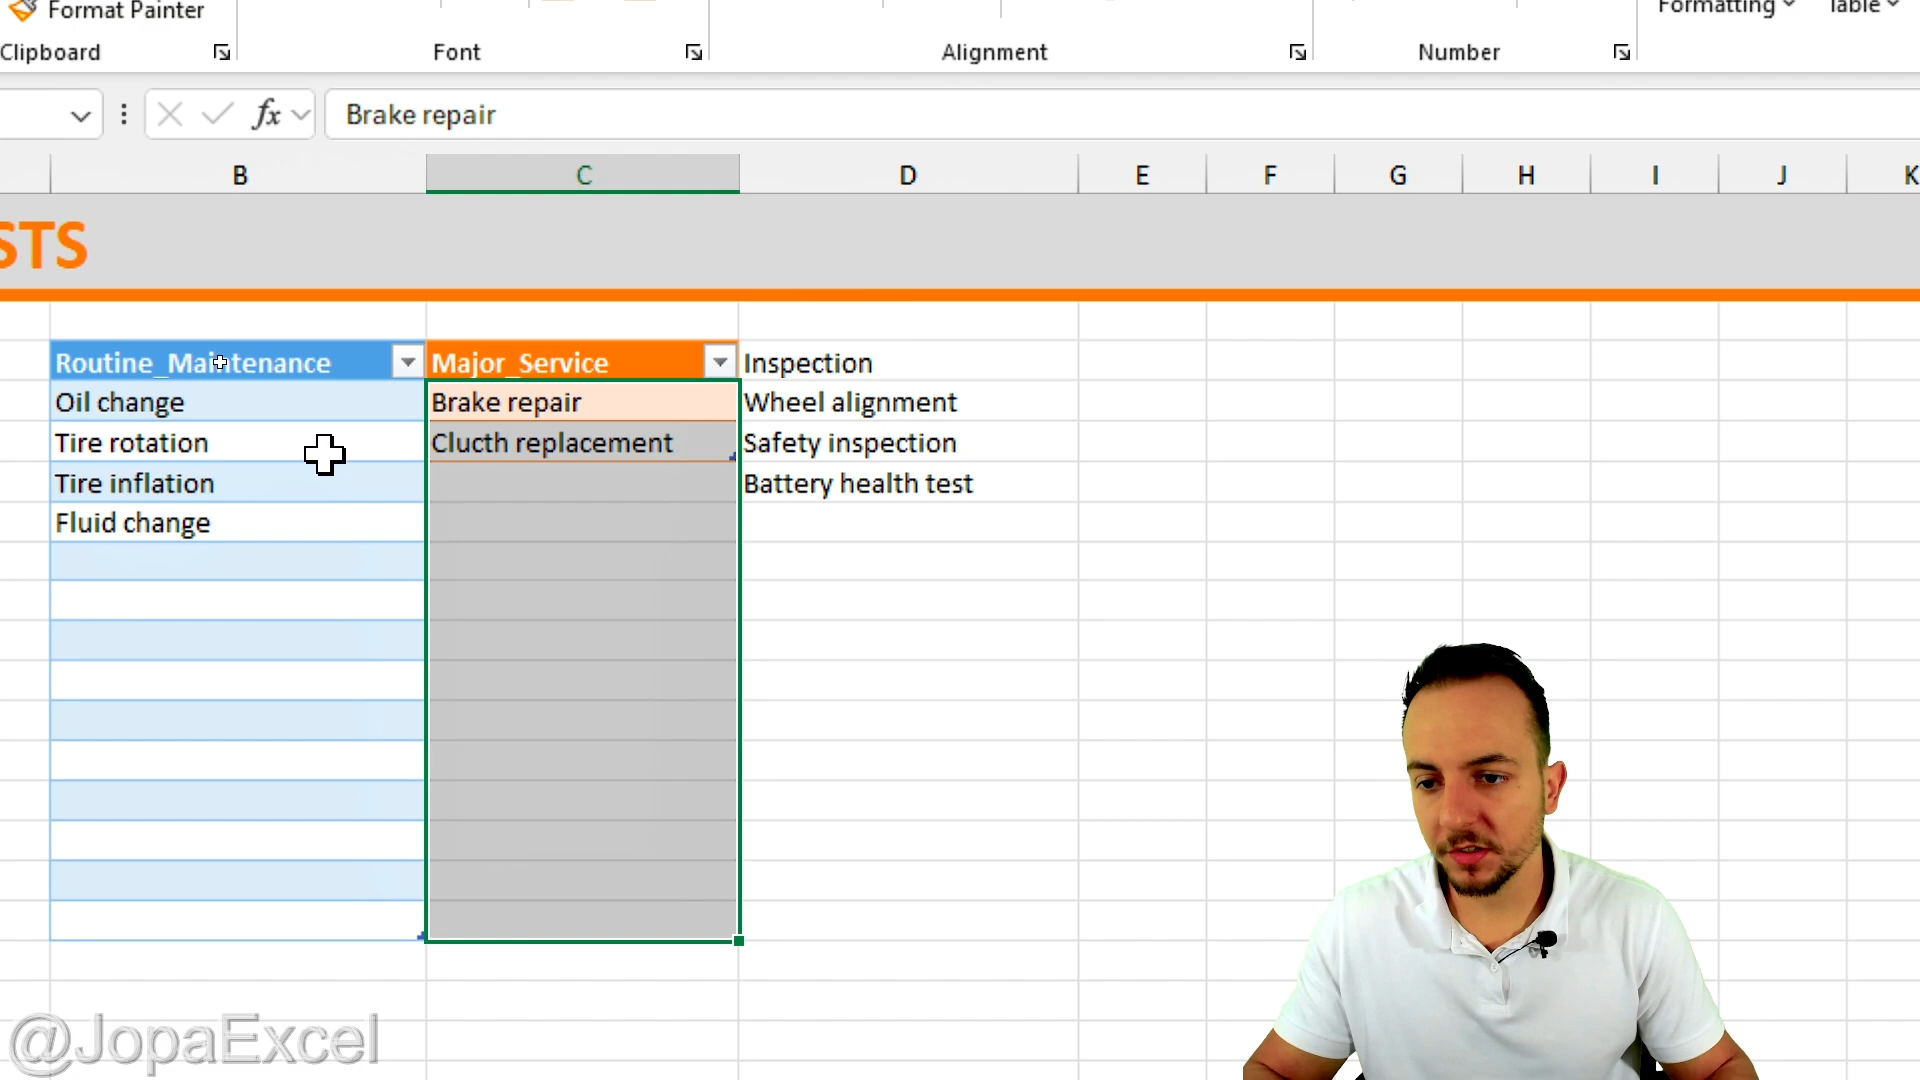 Format Painter
Formatting
Table
Clipboard
Font
Alignment
Number
fx
Brake repair
B
C
D
E
F
G
H
I
J
K
STS
Routine_Maintenance
Major_Service
Inspection
Oil change
Brake repair
Wheel alignment
Tire rotation
Clucth replacement
Safety inspection
Tire inflation
Battery health test
Fluid change
@JopaExcel